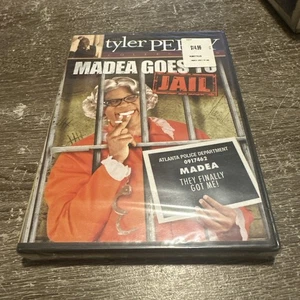 tyler PERRY
MADEA GOES TO
JAIL
ATLANTA POLICE DEPARTMENT
0917462
MADEA
THEY FINALLY
GOT ME!